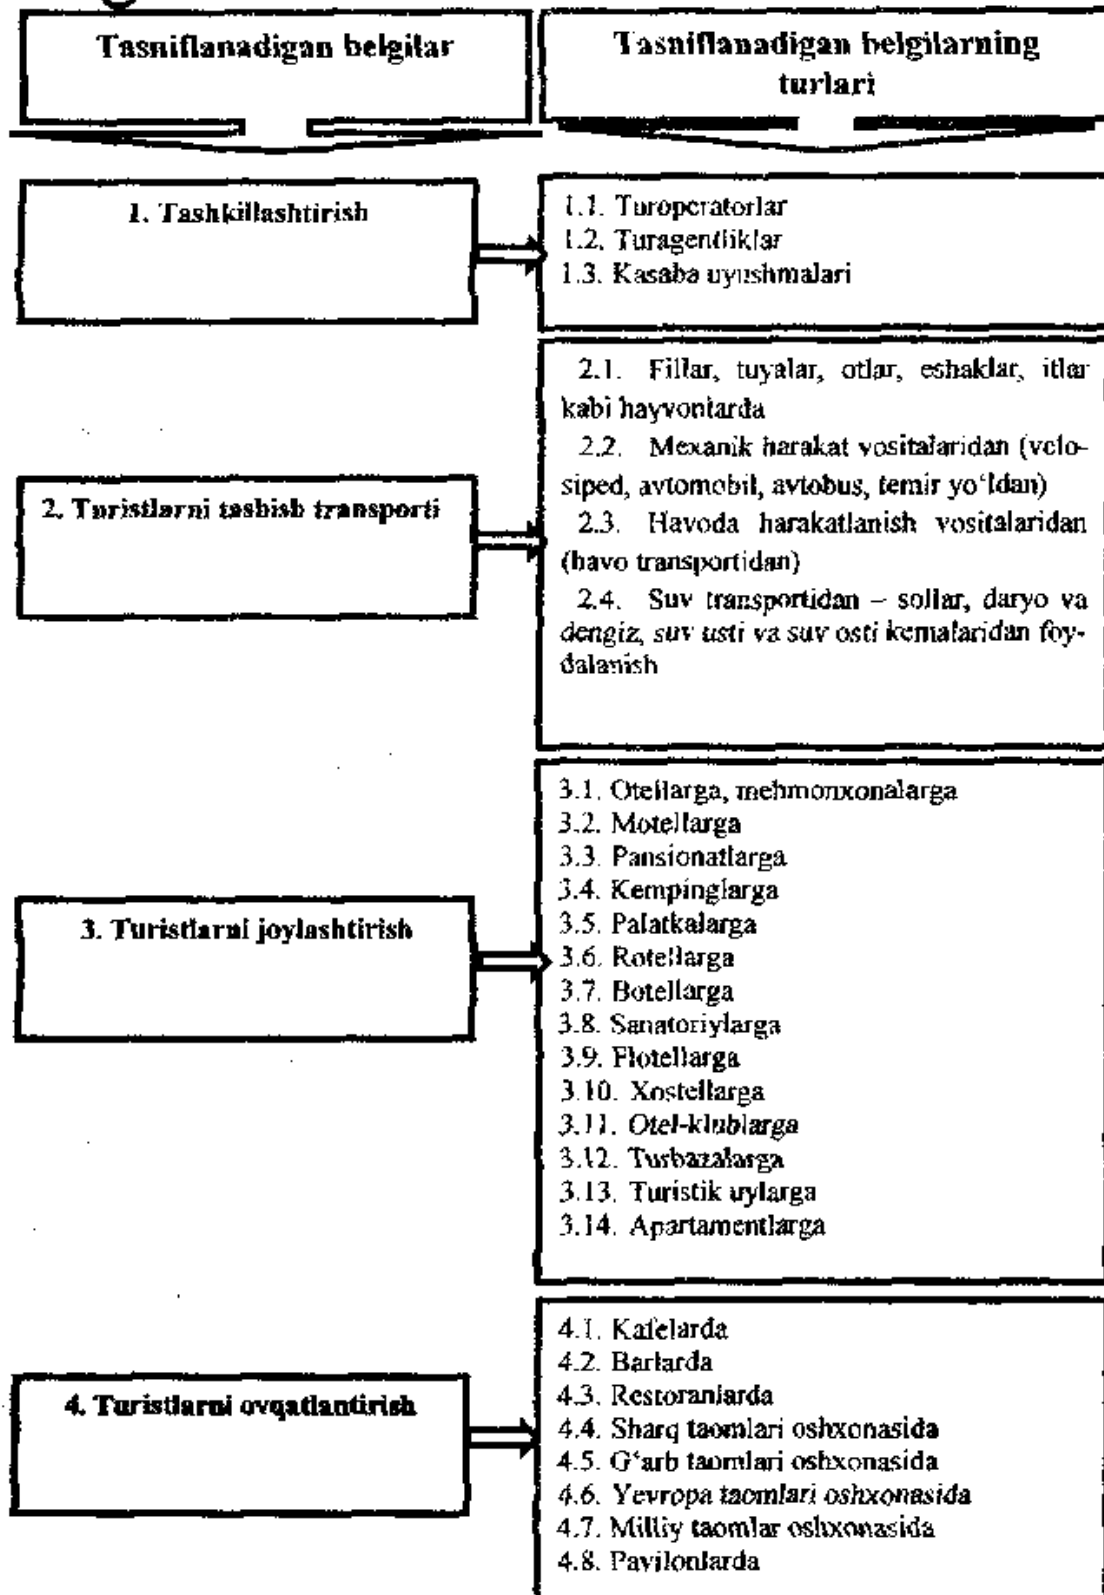 Tasniflanadigan belgilar
Tasniflanadigan belgilarning
turlari
1. Tashkillashtirish
1.1. Turoperatorlar
1.2. Turagentliklar
1.3. Kasaba uyushmalari
2. Turistlarni tashish transporti
2.1. Fillar, tuyalar, otlar, eshaklar, itlar
kabi hayvonlarda
2.2. Mexanik harakat vositalaridan (velo-
siped, avtomobil, avtobus, temir yo‘ldan)
2.3. Havoda harakatlanish vositalaridan
(havo transportidan)
2.4. Suv transportidan – sollar, daryo va
dengiz, suv usti va suv osti kemalaridan foy-
dalanish
3. Turistlarni joylashtirish
3.1. Otellarga, mehmonxonalarga
3.2. Motellarga
3.3. Pansionatlarga
3.4. Kempinglarga
3.5. Palatkalarga
3.6. Rotellarga
3.7. Botellarga
3.8. Sanatoriylarga
3.9. Flotellarga
3.10. Xostellarga
3.11. Otel-klublarga
3.12. Turbazalarga
3.13. Turistik uylarga
3.14. Apartamentlarga
4. Turistlarni ovqatlantirish
4.1. Kafelarda
4.2. Barlarda
4.3. Restoranlarda
4.4. Sharq taomlari oshxonasida
4.5. G‘arb taomlari oshxonasida
4.6. Yevropa taomlari oshxonasida
4.7. Milliy taomlar oshxonasida
4.8. Pavilonlarda